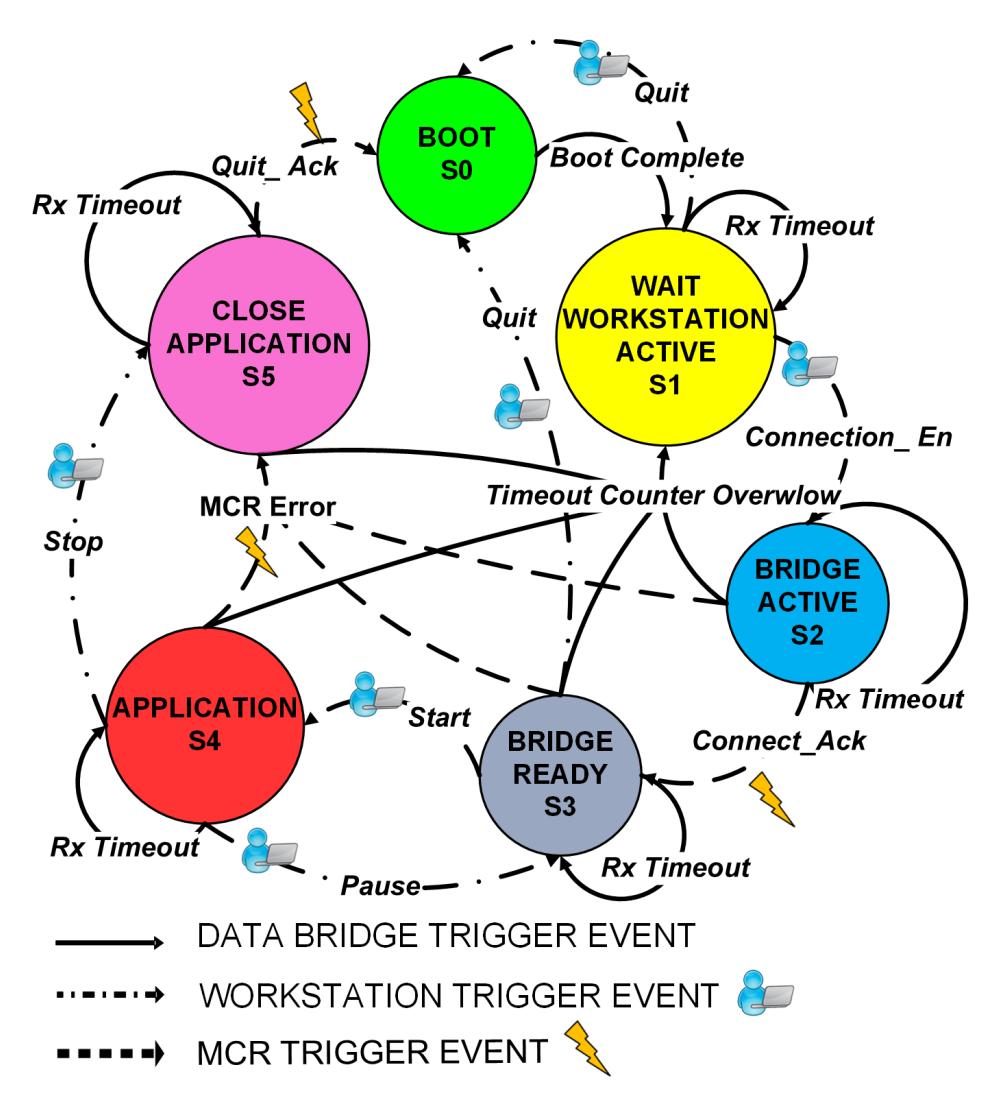 Quit
BOOT
S0
Boot Complete
Quit_ Ack
Rx Timeout
Rx Timeout
CLOSE
APPLICATION
S5
WAIT
WORKSTATION
ACTIVE
S1
Quit
Connection_ En
MCR Error
Timeout Counter Overwlow
Stop
BRIDGE
ACTIVE
S2
Rx Timeout
APPLICATION
S4
Start
BRIDGE
READY
S3
Connect_Ack
Rx Timeout
Rx Timeout
Pause
DATA BRIDGE TRIGGER EVENT
WORKSTATION TRIGGER EVENT
MCR TRIGGER EVENT